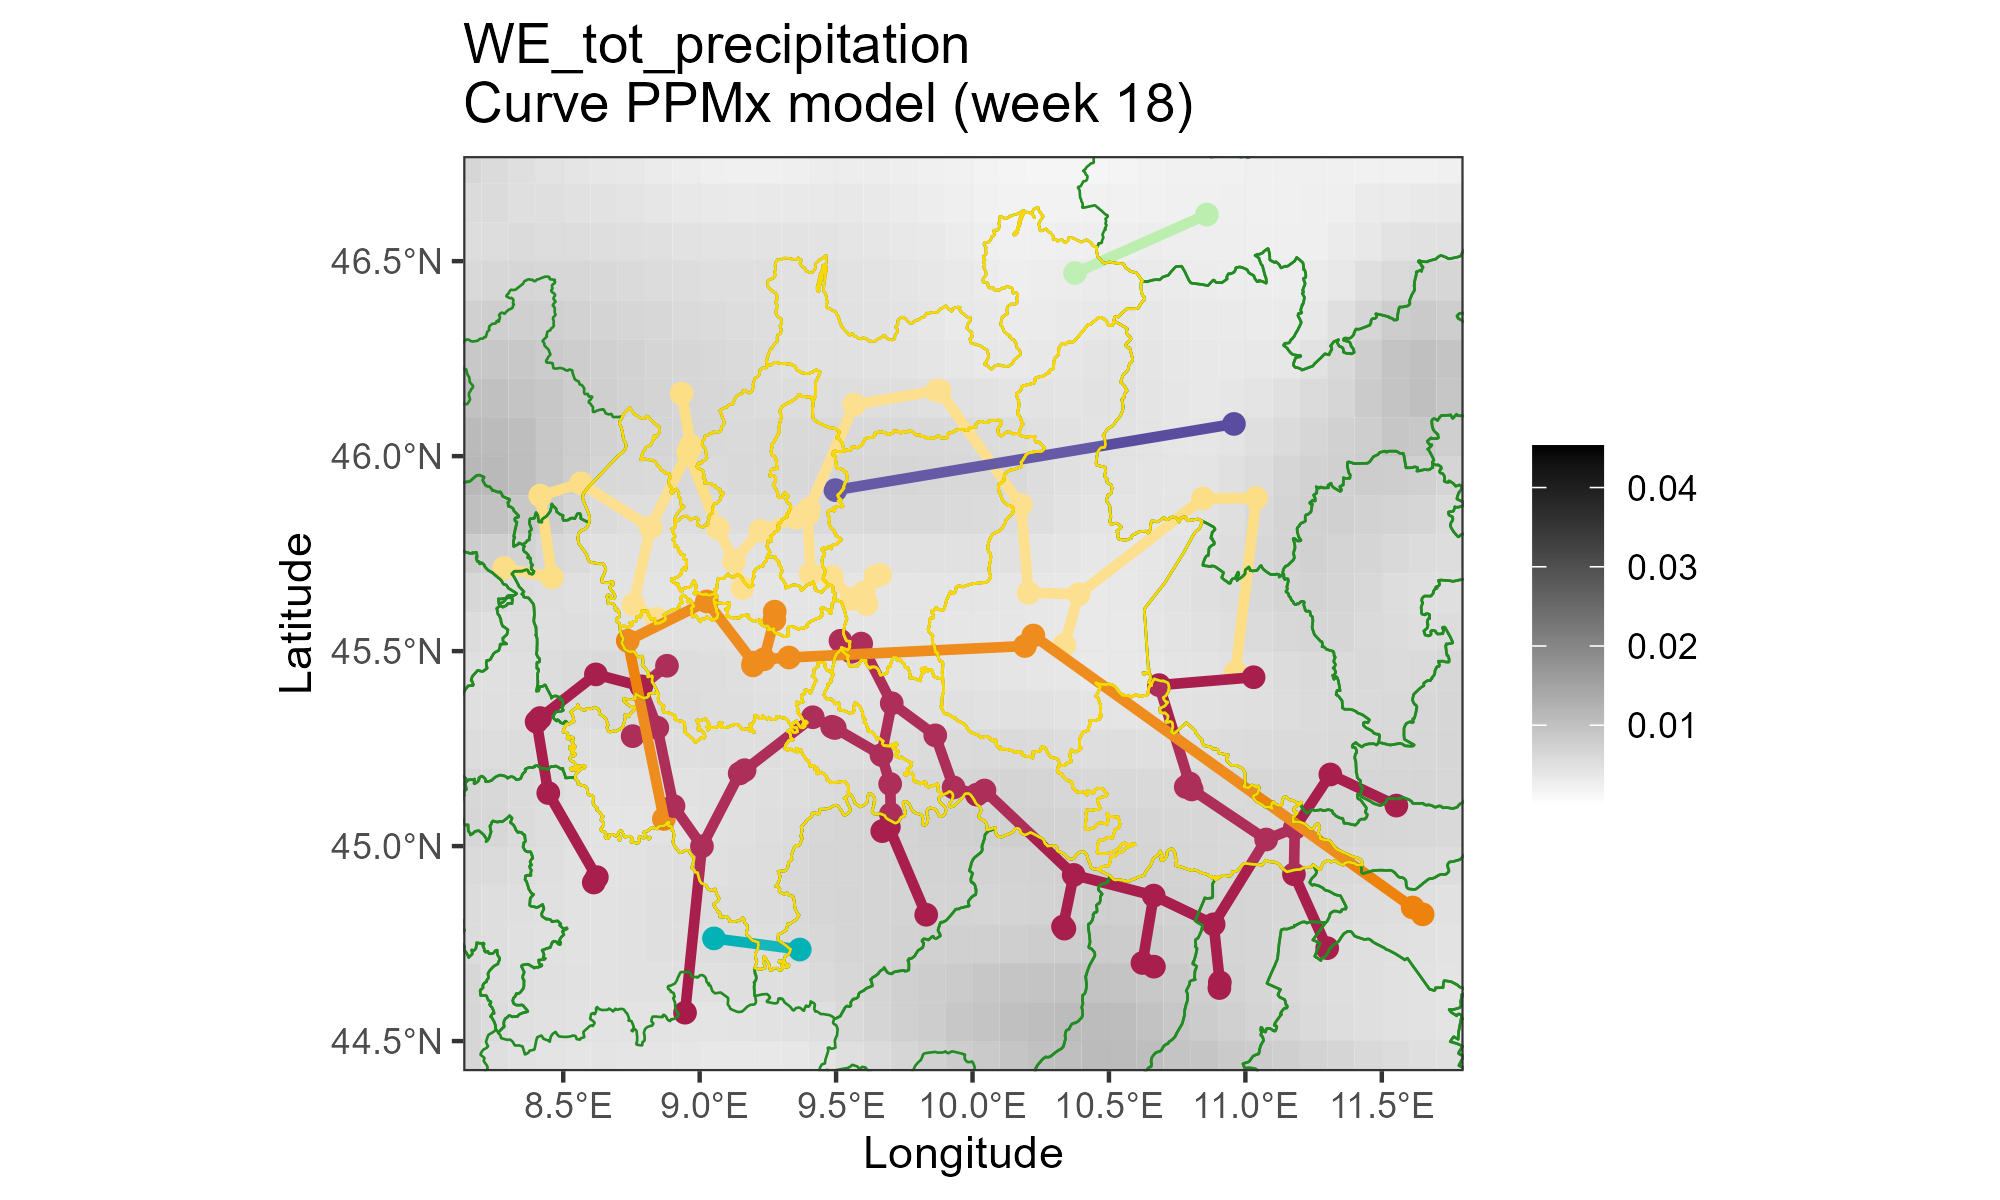 WE_tot_precipitation
Curve PPMx model (week 18)
46.5°N
46.0°N
45.5°N
45.0°N
44.5°N
Latitude
8.5°E 9.0°E 9.5°E 10.0°E 10.5°E 11.0°E 11.5°E
Longitude
0.04
0.03
0.02
0.01